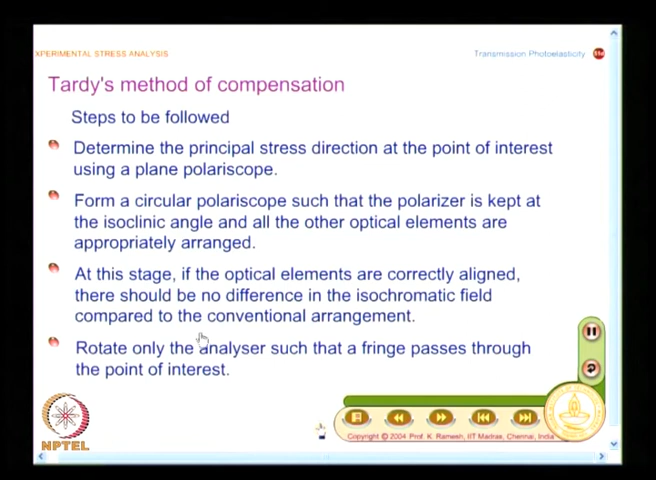 XPERIMENTAL STRESS ANALYSIS
Transmission Photoelasticity
Tardy's method of compensation
Steps to be followed
Determine the principal stress direction at the point of interest
using a plane polariscope.
Form a circular polariscope such that the polarizer is kept at
the isoclinic angle and all the other optical elements are
appropriately arranged.
At this stage, if the optical elements are correctly aligned,
there should be no difference in the isochromatic field
compared to the conventional arrangement.
Rotate only the analyser such that a fringe passes through
the point of interest.
NPTEL
Copyright © 2004 Prof. K. Ramesh, IIT Madras, Chennai, India